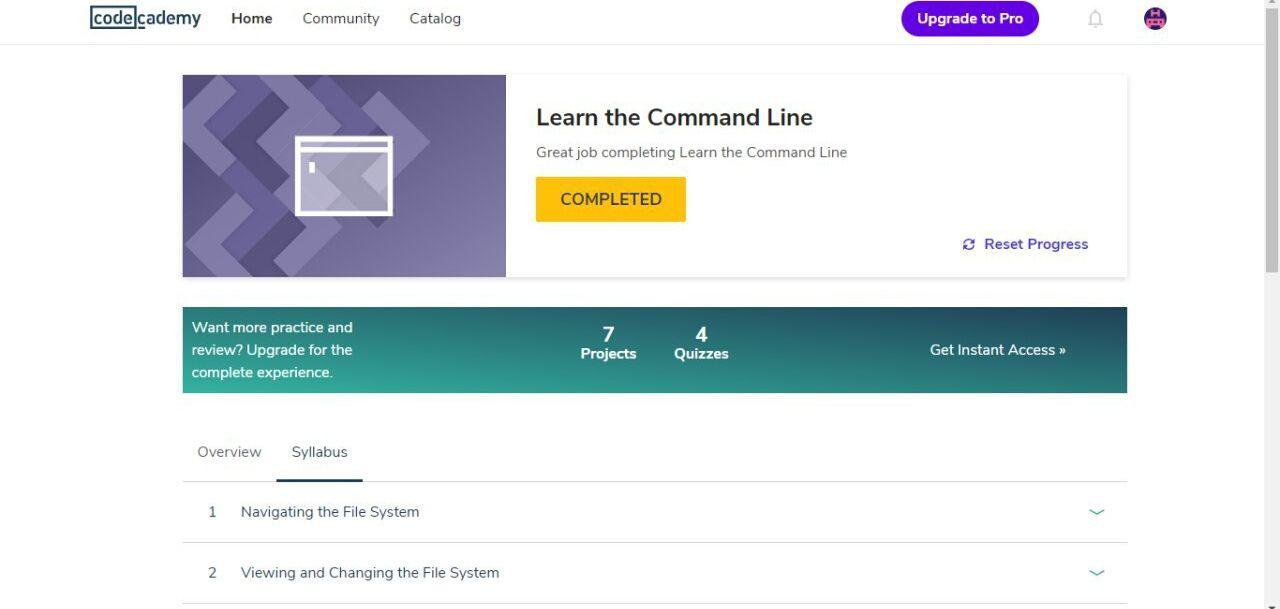 codecademy
Home
Community
Catalog
Upgrade to Pro
Learn the Command Line
Great job completing Learn the Command Line
COMPLETED
Reset Progress
Want more practice and
review? Upgrade for the
complete experience.
7
Projects
4
Quizzes
Get Instant Access »
Overview
Syllabus
1 Navigating the File System
2 Viewing and Changing the File System